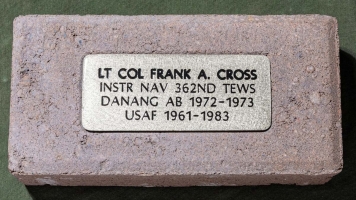 LT COL FRANK A. CROSS
INSTR NAV 362ND TEWS
DANANG AB 1972-1973
USAF 1961-1983